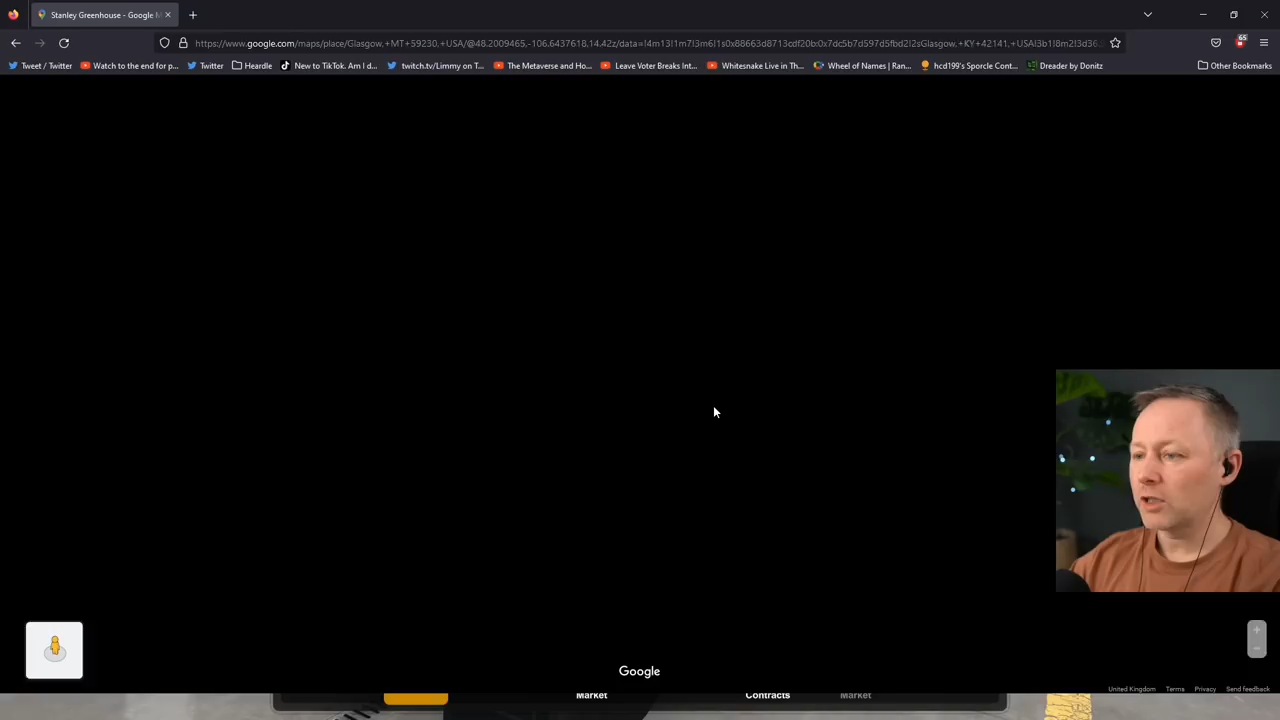 Stanley Greenhouse - Google M
https://www.google.com/maps/place/Glasgow,+MT+59230,+USA/@48.2009465,-106.6437618,14.42z/data=!4m13!1m7!3m6!1s0x88663d8713cdf20b:0x7dc5b7d597d5fbd2!2sGlasgow,+KY+42141,+USA!3b1!8m2!3d36.
65
Tweet / Twitter
Watch to the end for p...
Twitter
Heardle
New to TikTok. Am I d...
twitch.tv/Limmy on T...
The Metaverse and Ho...
Leave Voter Breaks Int...
Whitesnake Live in Th...
Wheel of Names | Ran...
hcd199's Sporcle Cont...
Dreader by Donitz
Other Bookmarks
Google
United Kingdom Terms Privacy Send feedback
Market Contracts Market